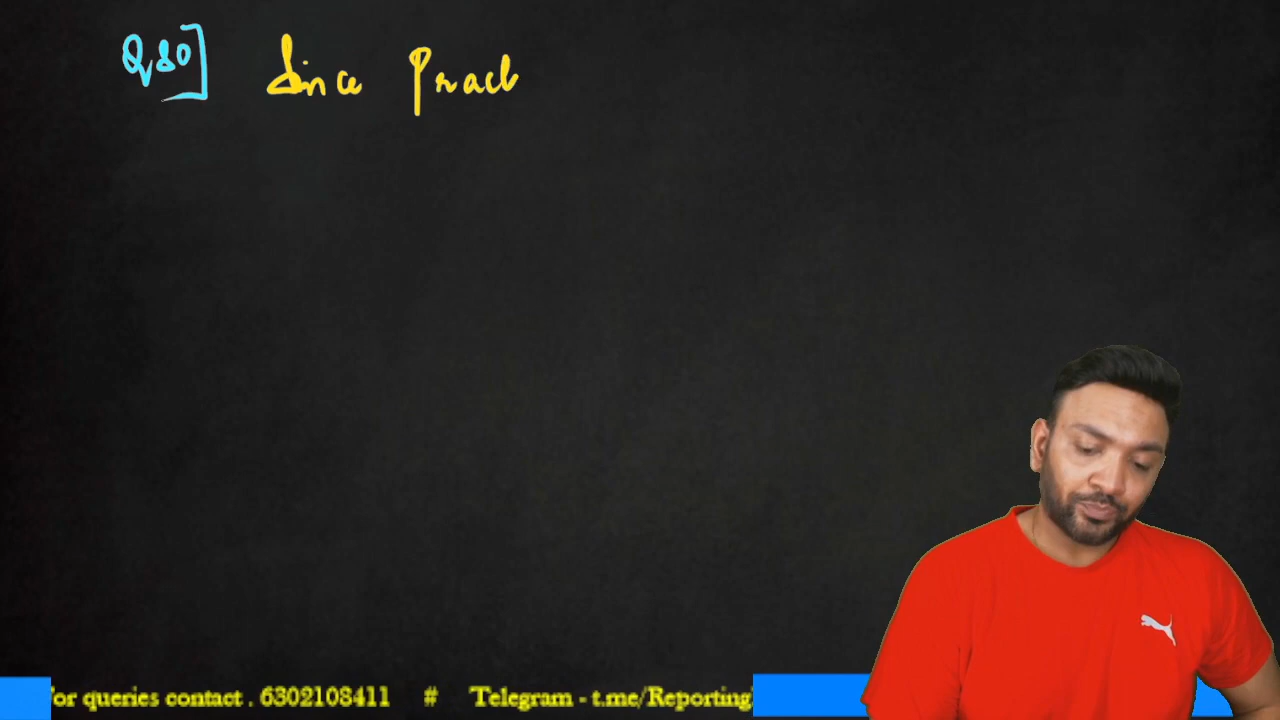 Q80] Since Pract
For queries contact . 6302108411 # Telegram - t.me/Reporting